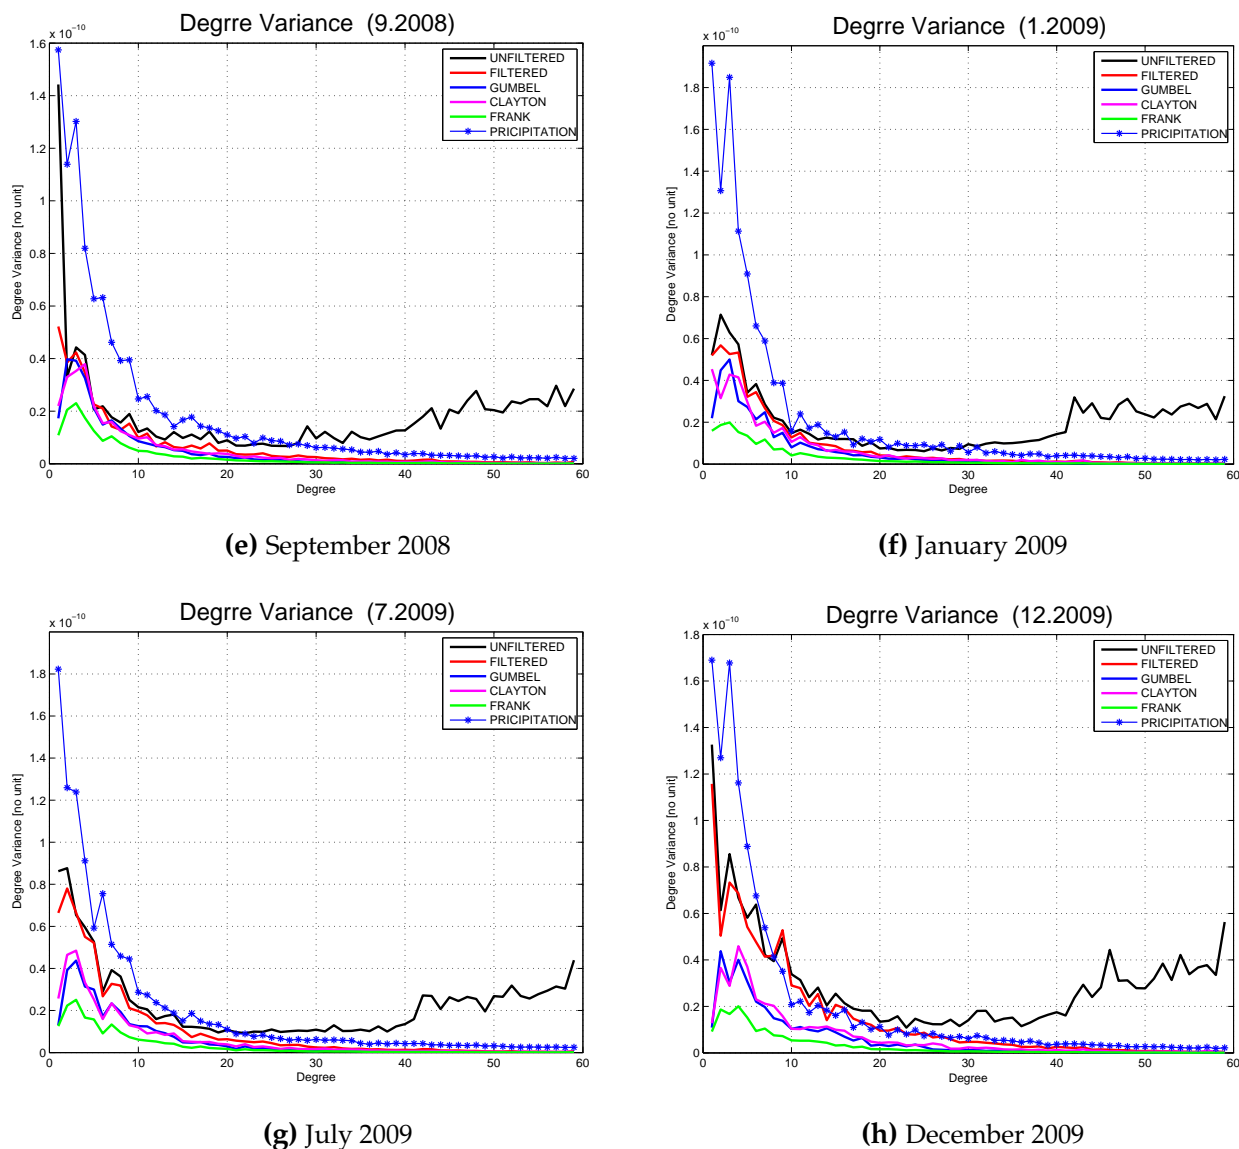 Degrre Variance (9.2008)
x 10⁻¹⁰
1.6
1.4
1.2
1
0.8
0.6
0.4
0.2
0
Degree Variance [no unit]
UNFILTERED
FILTERED
GUMBEL
CLAYTON
FRANK
PRICIPITATION
0 10 20 30 40 50 60
Degree
(e) September 2008
Degrre Variance (1.2009)
x 10⁻¹⁰
1.8
1.6
1.4
1.2
1
0.8
0.6
0.4
0.2
0
Degree Variance [no unit]
UNFILTERED
FILTERED
GUMBEL
CLAYTON
FRANK
PRICIPITATION
0 10 20 30 40 50 60
Degree
(f) January 2009
Degrre Variance (7.2009)
x 10⁻¹⁰
1.8
1.6
1.4
1.2
1
0.8
0.6
0.4
0.2
0
Degree Variance [no unit]
UNFILTERED
FILTERED
GUMBEL
CLAYTON
FRANK
PRICIPITATION
0 10 20 30 40 50 60
Degree
(g) July 2009
Degrre Variance (12.2009)
x 10⁻¹⁰
1.8
1.6
1.4
1.2
1
0.8
0.6
0.4
0.2
0
Degree Variance [no unit]
UNFILTERED
FILTERED
GUMBEL
CLAYTON
FRANK
PRICIPITATION
0 10 20 30 40 50 60
Degree
(h) December 2009